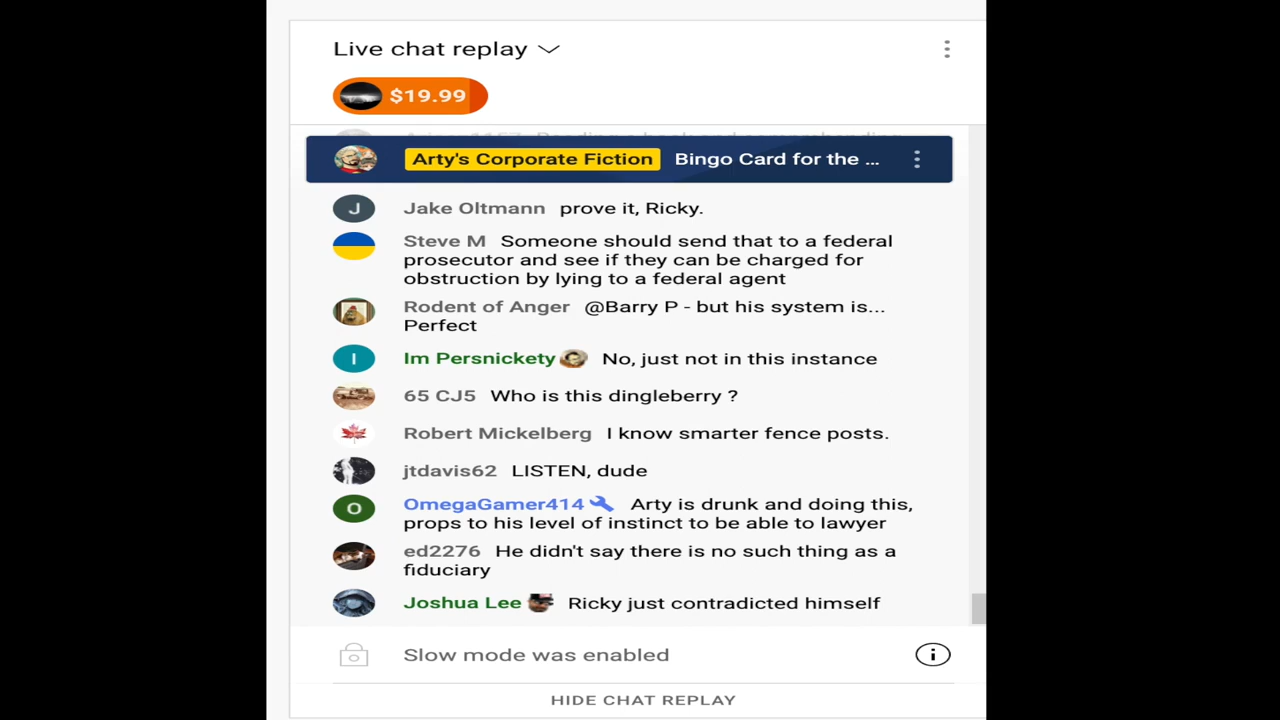 Live chat replay
$19.99
Arty's Corporate Fiction Bingo Card for the ...
J Jake Oltmann prove it, Ricky.
Steve M Someone should send that to a federal
prosecutor and see if they can be charged for
obstruction by lying to a federal agent
Rodent of Anger @Barry P - but his system is...
Perfect
I Im Persnickety No, just not in this instance
65 CJ5 Who is this dingleberry ?
Robert Mickelberg I know smarter fence posts.
jtdavis62 LISTEN, dude
O OmegaGamer414 Arty is drunk and doing this,
props to his level of instinct to be able to lawyer
ed2276 He didn't say there is no such thing as a
fiduciary
Joshua Lee Ricky just contradicted himself
Slow mode was enabled
HIDE CHAT REPLAY